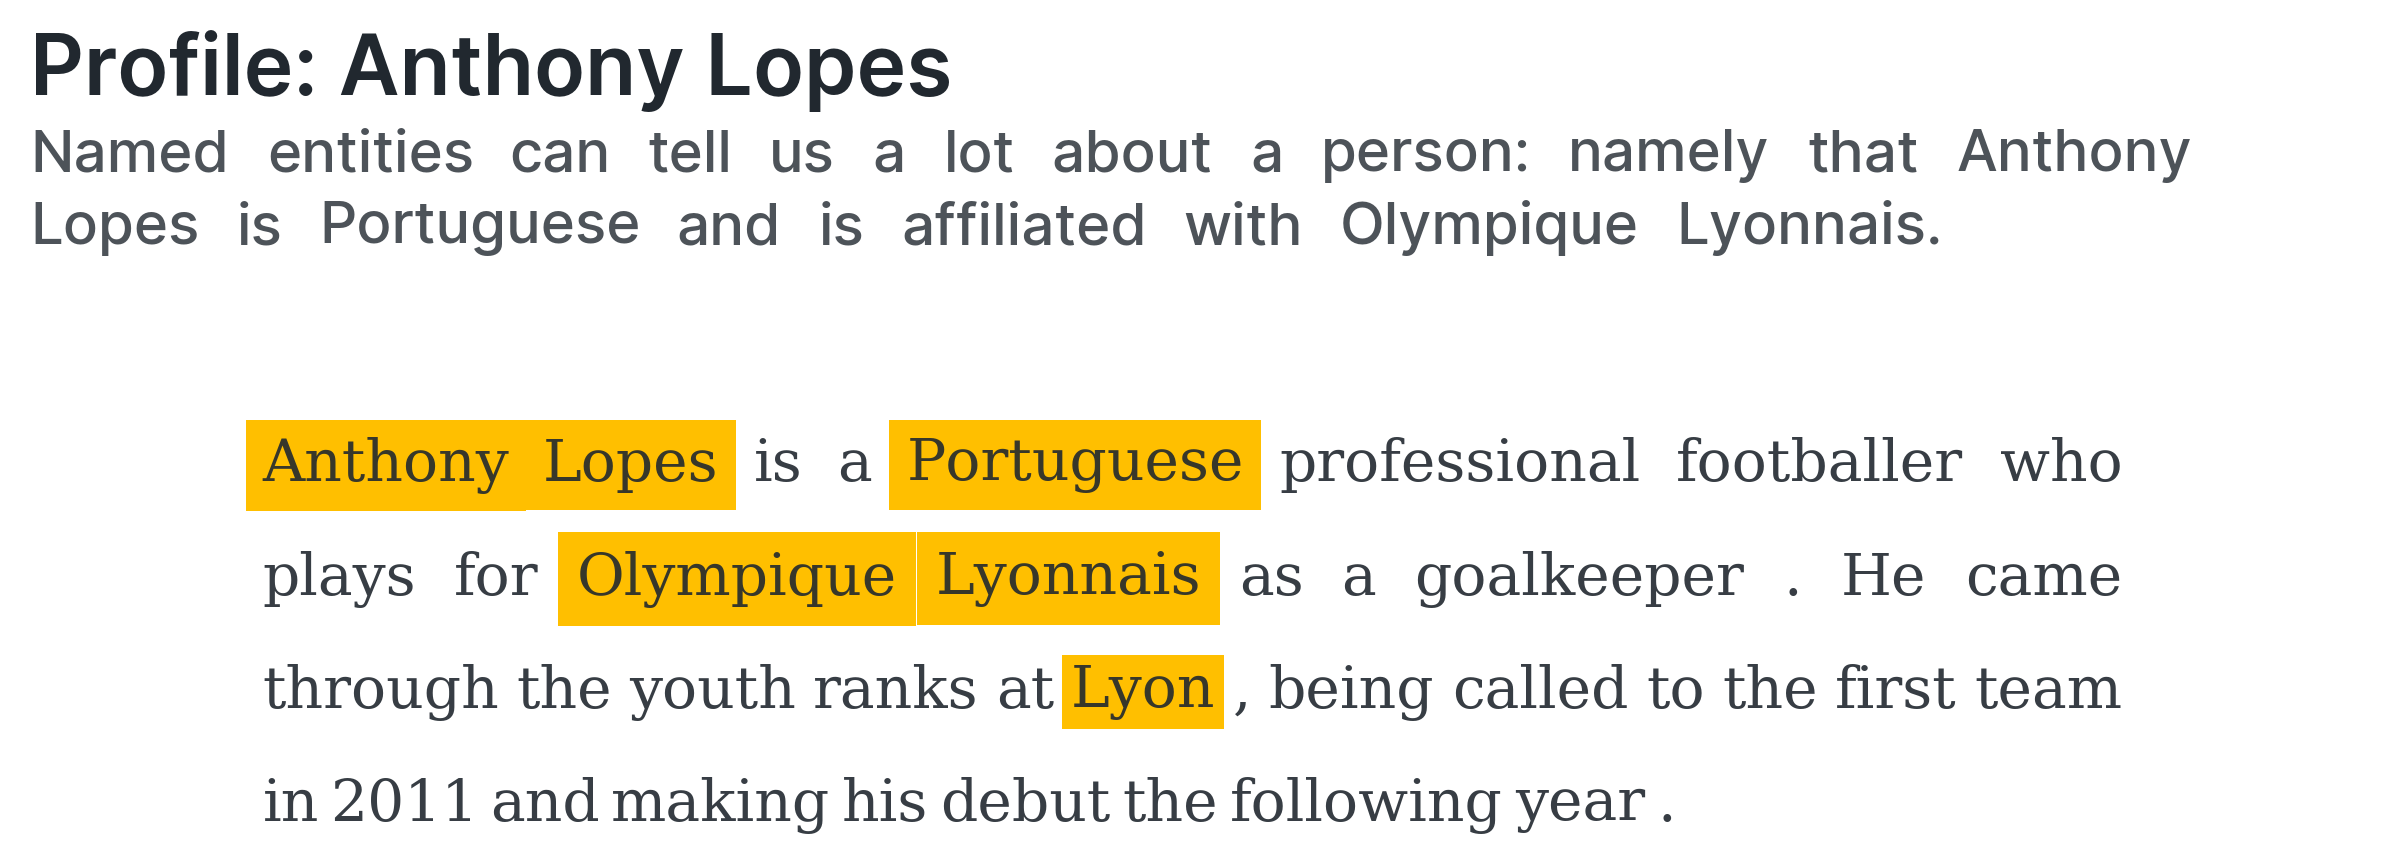 Profile: Anthony Lopes
Named entities can tell us a lot about a person: namely that Anthony
Lopes is Portuguese and is affiliated with Olympique Lyonnais.
Anthony Lopes is a Portuguese professional footballer who
plays for Olympique Lyonnais as a goalkeeper . He came
through the youth ranks at Lyon , being called to the first team
in 2011 and making his debut the following year .